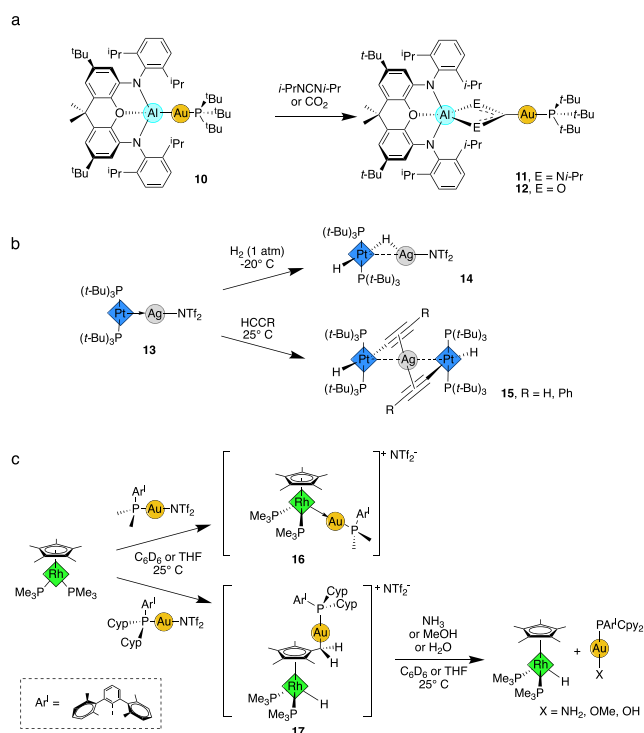 a
tBu
iPr
iPr
N
O
Al
Au
P
tBu
tBu
tBu
N
iPr
iPr
tBu
10
i-PrNCNi-Pr
or CO2
t-Bu
i-Pr
i-Pr
N
O
Al
E
E
Au
P
t-Bu
t-Bu
t-Bu
N
i-Pr
i-Pr
t-Bu
11, E = Ni-Pr
12, E = O
b
(t-Bu)3P
Pt
Ag
NTf2
(t-Bu)3P
13
H2 (1 atm)
-20° C
(t-Bu)3P
H
Pt
Ag
NTf2
H
P(t-Bu)3
14
HCCR
25° C
R
(t-Bu)3P
P(t-Bu)3
H
Pt
Ag
Pt
H
(t-Bu)3P
P(t-Bu)3
R
15, R = H, Ph
c
Rh
Me3P
PMe3
ArI
P
Au
NTf2
C6D6 or THF
25° C
ArI
Cyp
P
Au
NTf2
Cyp
+ NTf2-
Rh
Me3P
Me3P
Au
ArI
P
16
+ NTf2-
ArI
Cyp
P
Cyp
Au
H
H
Rh
Me3P
Me3P
H
17
NH3
or MeOH
or H2O
C6D6 or THF
25° C
Rh
Me3P
Me3P
H
+
PArICpy2
Au
X
X = NH2, OMe, OH
ArI =
I